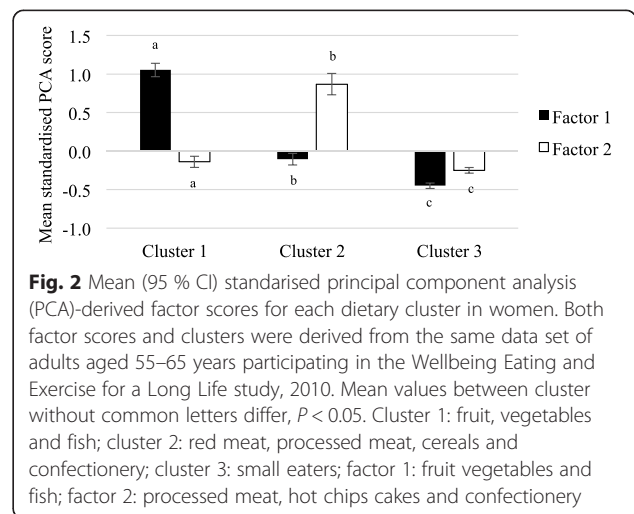 1.5
1.0
0.5
0.0
-0.5
-1.0
Mean standardised PCA score
a
b
a
b
c
c
Factor 1
Factor 2
Cluster 1 Cluster 2 Cluster 3
Fig. 2 Mean (95 % CI) standarised principal component analysis
(PCA)-derived factor scores for each dietary cluster in women. Both
factor scores and clusters were derived from the same data set of
adults aged 55–65 years participating in the Wellbeing Eating and
Exercise for a Long Life study, 2010. Mean values between cluster
without common letters differ, P < 0.05. Cluster 1: fruit, vegetables
and fish; cluster 2: red meat, processed meat, cereals and
confectionery; cluster 3: small eaters; factor 1: fruit vegetables and
fish; factor 2: processed meat, hot chips cakes and confectionery